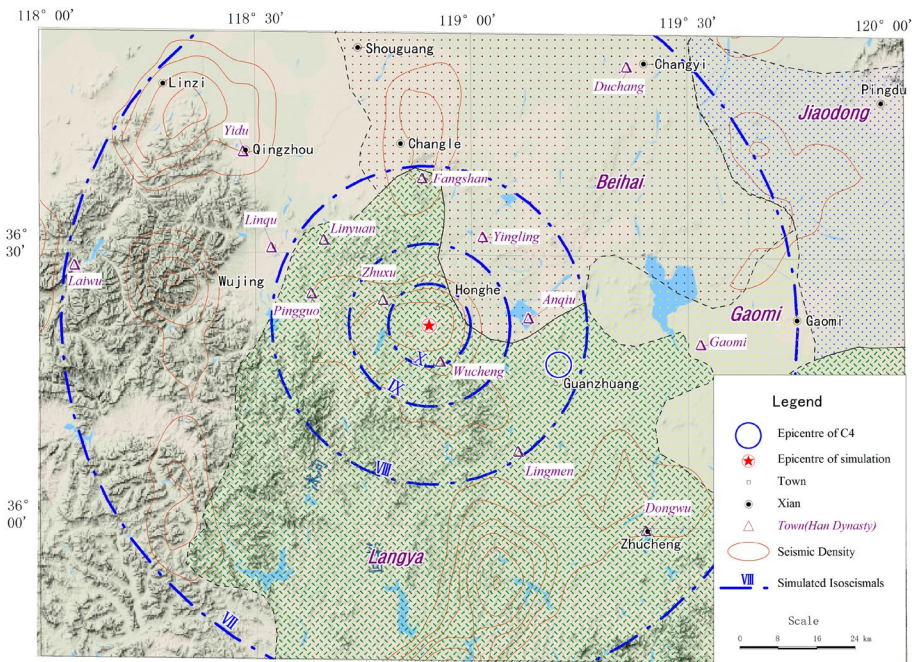 118° 00′
118° 30′
119° 00′
119° 30′
120° 00′
Shouguang
Linzi
Duchang
Changyi
Pingdu
Jiaodong
Yidu
Qingzhou
Changle
Fangshan
Beihai
Linqu
Linyuan
Yingling
36°
30′
Laiwu
Wujing
Zhuxu
Honghe
Pingguo
Anqiu
Gaomi
Gaomi
Gaomi
X
Wucheng
IX
Guanzhuang
VIII
Lingmen
36°
00′
Dongwu
Zhucheng
Langya
VII
Legend
Epicentre of C4
Epicentre of simulation
Town
Xian
Town(Han Dynasty)
Seismic Density
VIII
Simulated Isoscismals
Scale
0 8 16 24 km